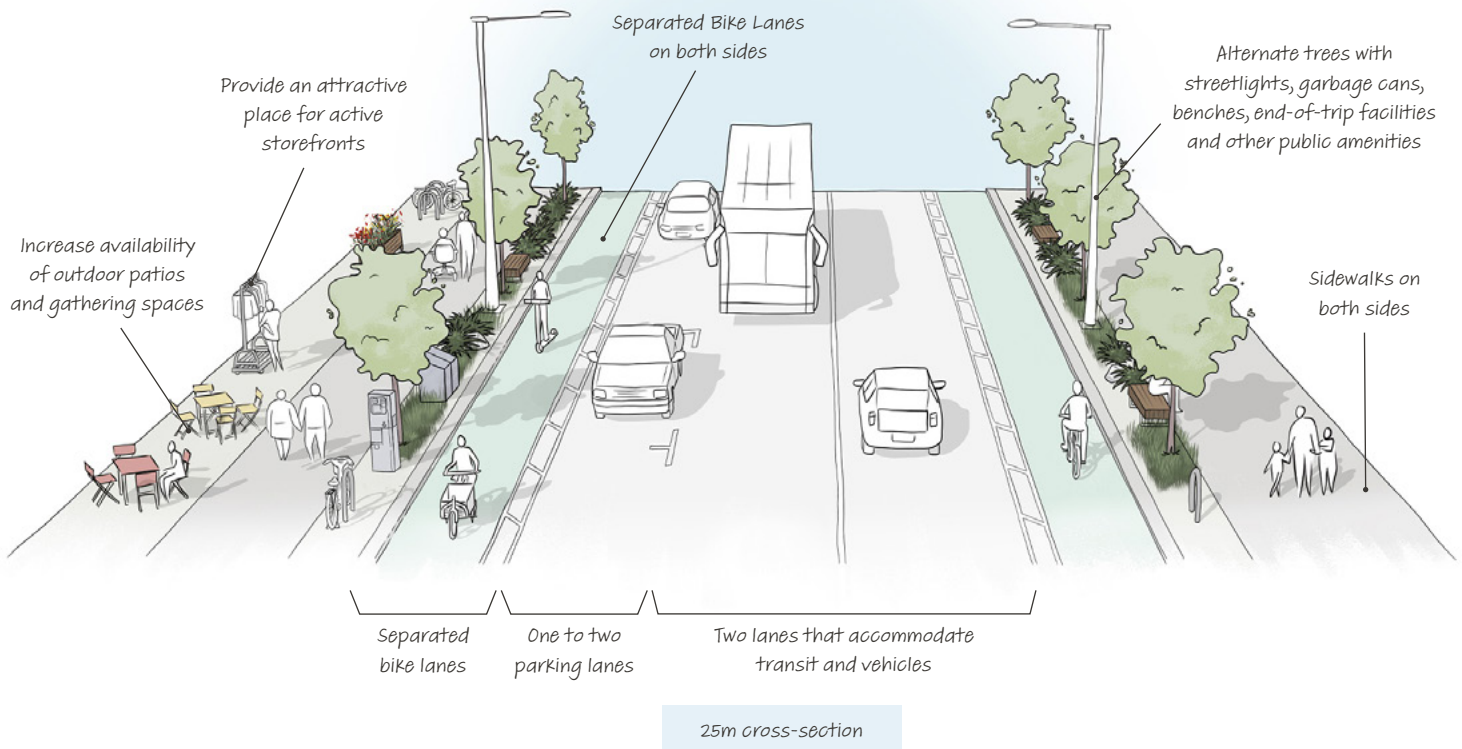 Separated Bike Lanes
on both sides
Alternate trees with
streetlights, garbage cans,
benches, end-of-trip facilities
and other public amenities
Provide an attractive
place for active
storefronts
Increase availability
of outdoor patios
and gathering spaces
Sidewalks on
both sides
Separated
bike lanes
One to two
parking lanes
Two lanes that accommodate
transit and vehicles
25m cross-section